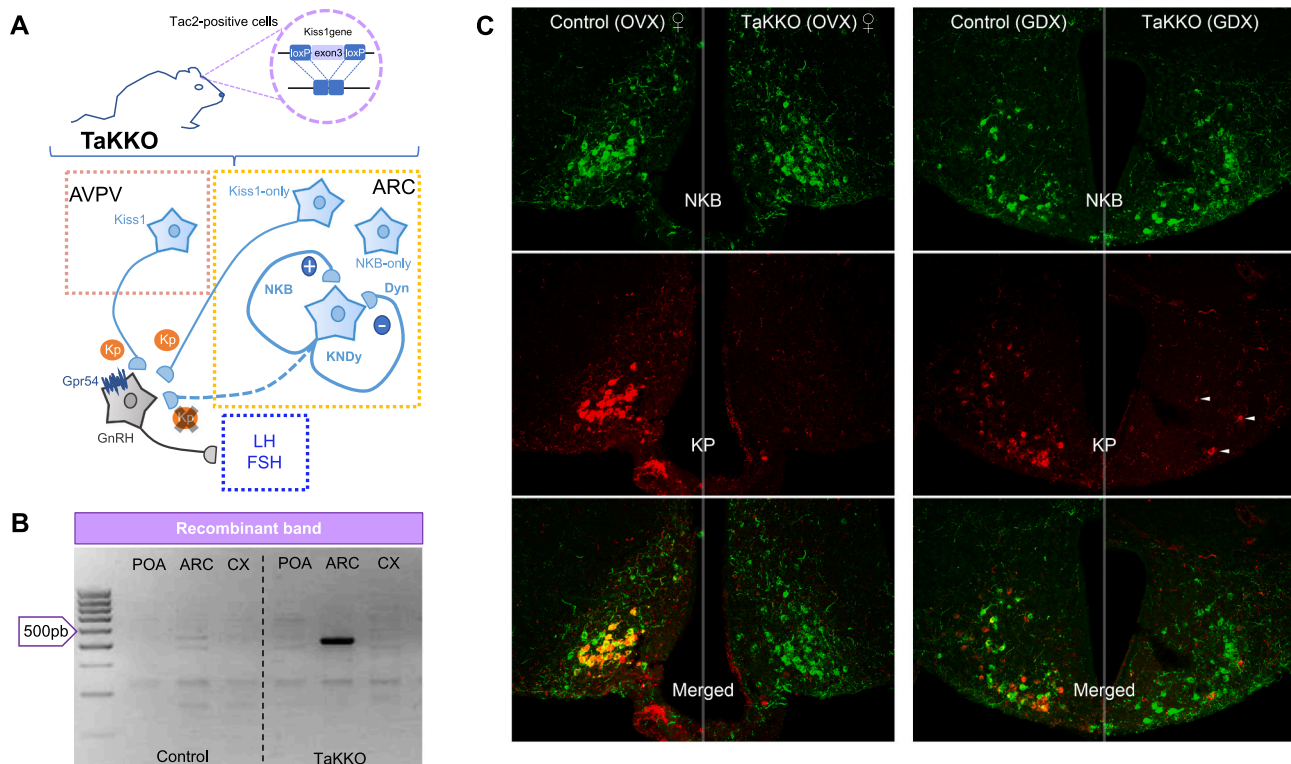 A
Tac2-positive cells
Kiss1gene
loxP exon3 loxP
TaKKO
AVPV
Kiss1
Kiss1-only
ARC
NKB-only
+
NKB
Dyn
-
KNDy
Kp
Kp
Gpr54
Kp
GnRH
LH
FSH
B
Recombinant band
POA ARC CX POA ARC CX
500pb
Control TaKKO
C
Control (OVX) ♀ TaKKO (OVX) ♀
NKB
KP
Merged
Control (GDX) TaKKO (GDX)
NKB
KP
Merged